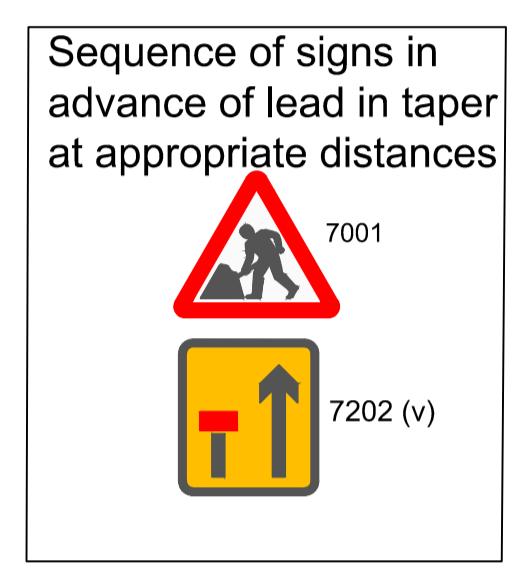 Sequence of signs in
advance of lead in taper
at appropriate distances
7001
7202 (v)